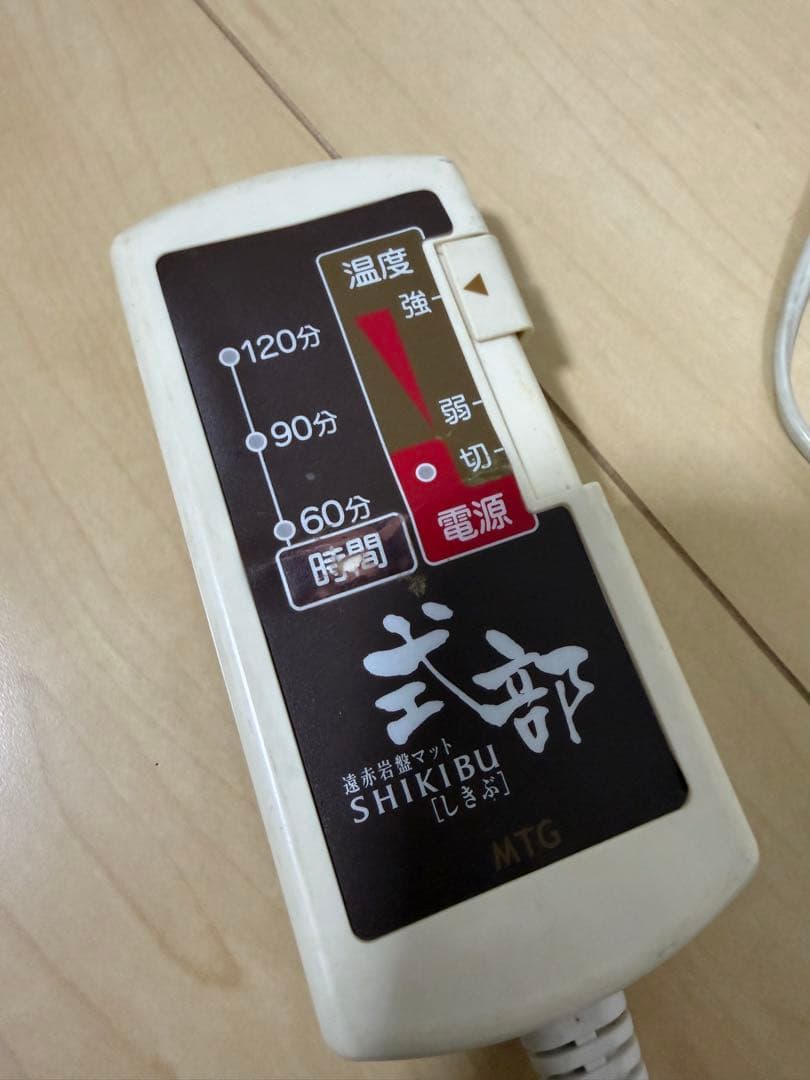 温度
強
弱
切
電源
120分
90分
60分
時間
式部
遠赤岩盤マット
SHIKIBU
[しきぶ]
MTG